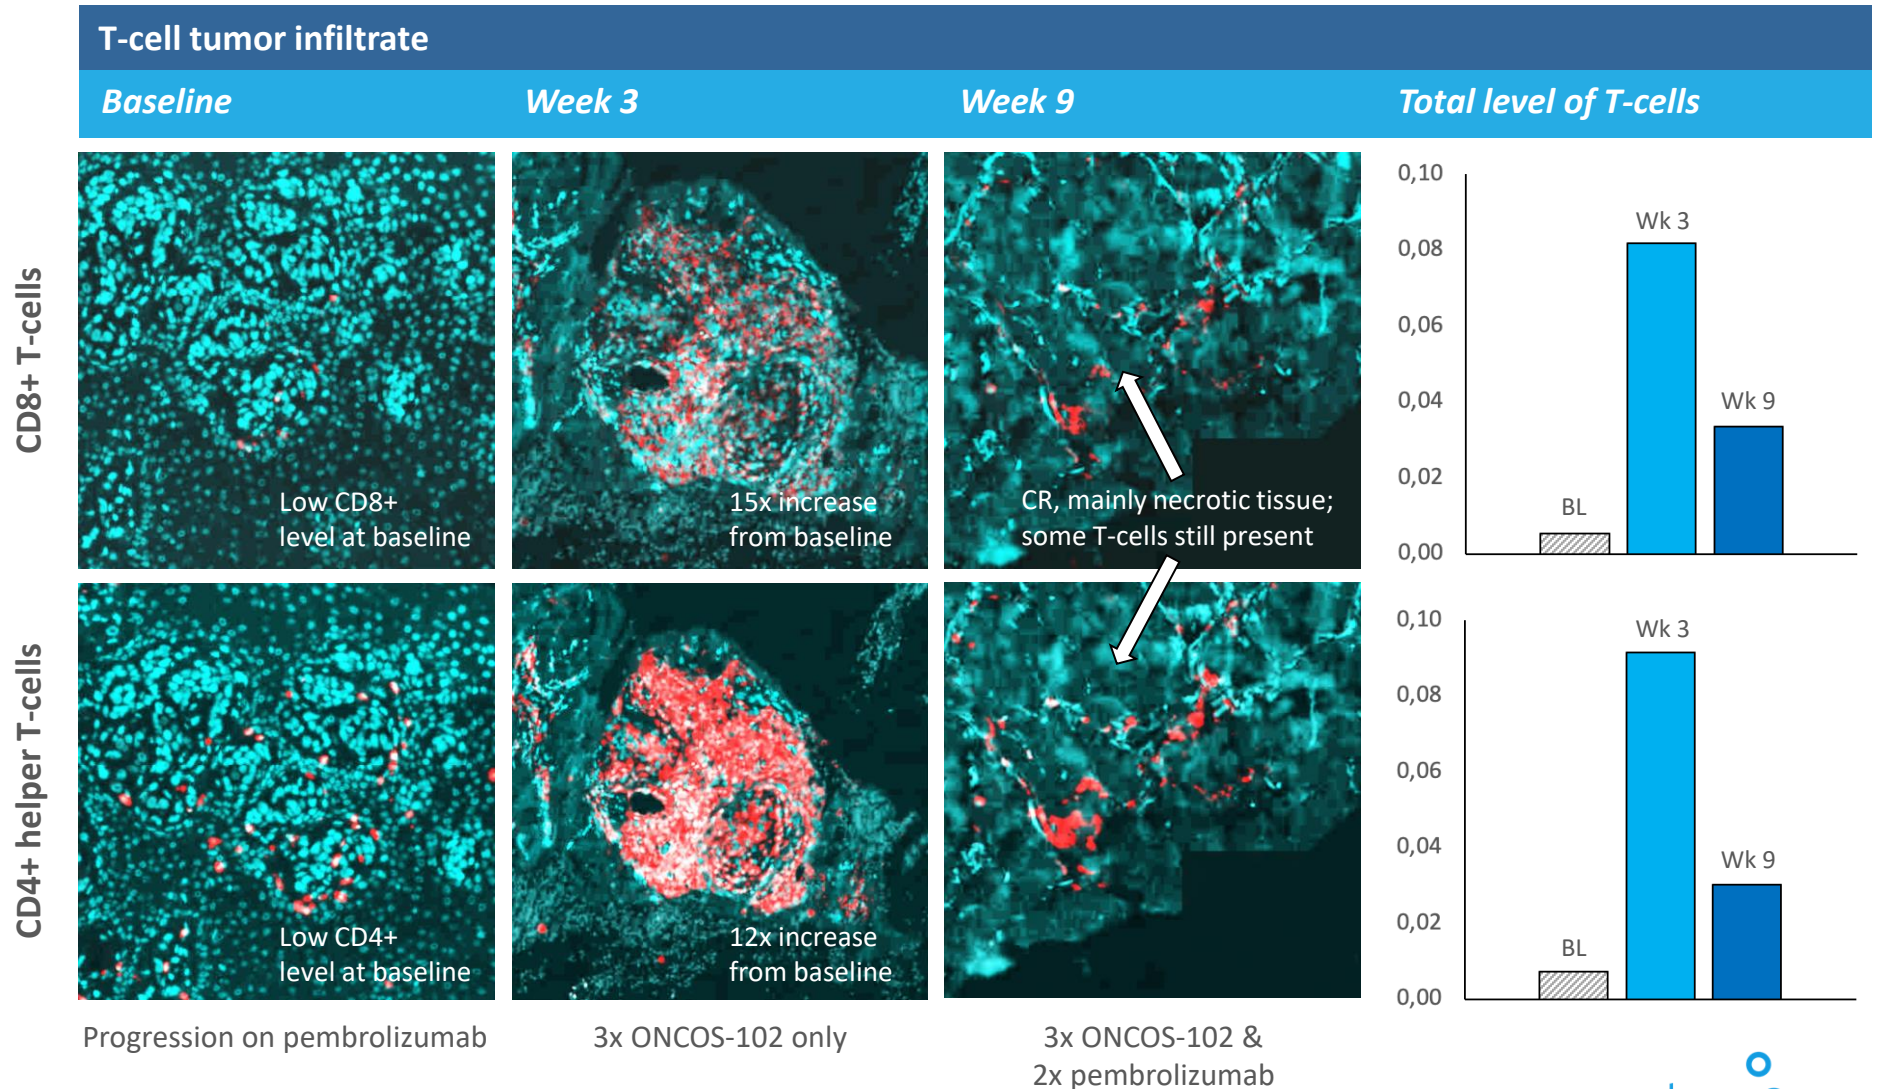 T-cell tumor infiltrate
Baseline
Week 3
Week 9
Total level of T-cells
CD8+ T-cells
Low CD8+
level at baseline
15x increase
from baseline
CR, mainly necrotic tissue;
some T-cells still present
0,10
0,08
0,06
0,04
0,02
0,00
BL
Wk 3
Wk 9
CD4+ helper T-cells
Low CD4+
level at baseline
12x increase
from baseline
0,10
0,08
0,06
0,04
0,02
0,00
BL
Wk 3
Wk 9
Progression on pembrolizumab
3x ONCOS-102 only
3x ONCOS-102 &
2x pembrolizumab